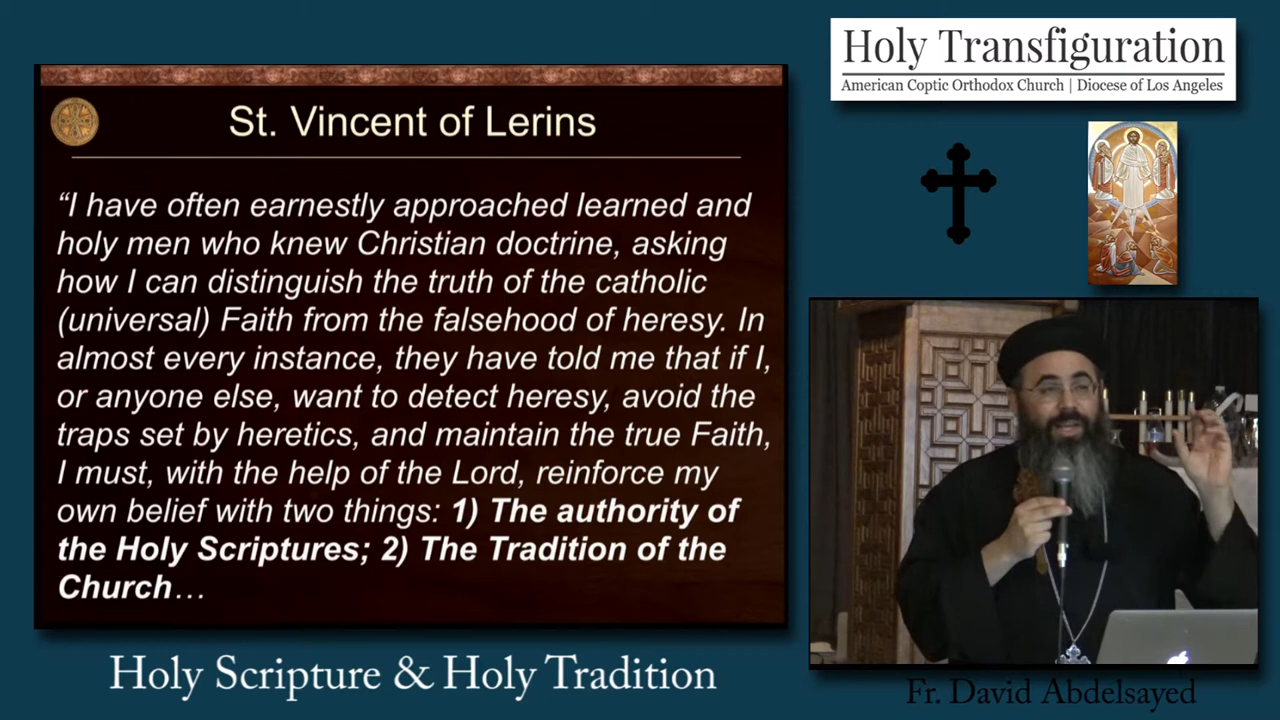 Holy Transfiguration
American Coptic Orthodox Church | Diocese of Los Angeles
St. Vincent of Lerins
“I have often earnestly approached learned and
holy men who knew Christian doctrine, asking
how I can distinguish the truth of the catholic
(universal) Faith from the falsehood of heresy. In
almost every instance, they have told me that if I,
or anyone else, want to detect heresy, avoid the
traps set by heretics, and maintain the true Faith,
I must, with the help of the Lord, reinforce my
own belief with two things: 1) The authority of
the Holy Scriptures; 2) The Tradition of the
Church…
Holy Scripture & Holy Tradition
Fr. David Abdelsayed